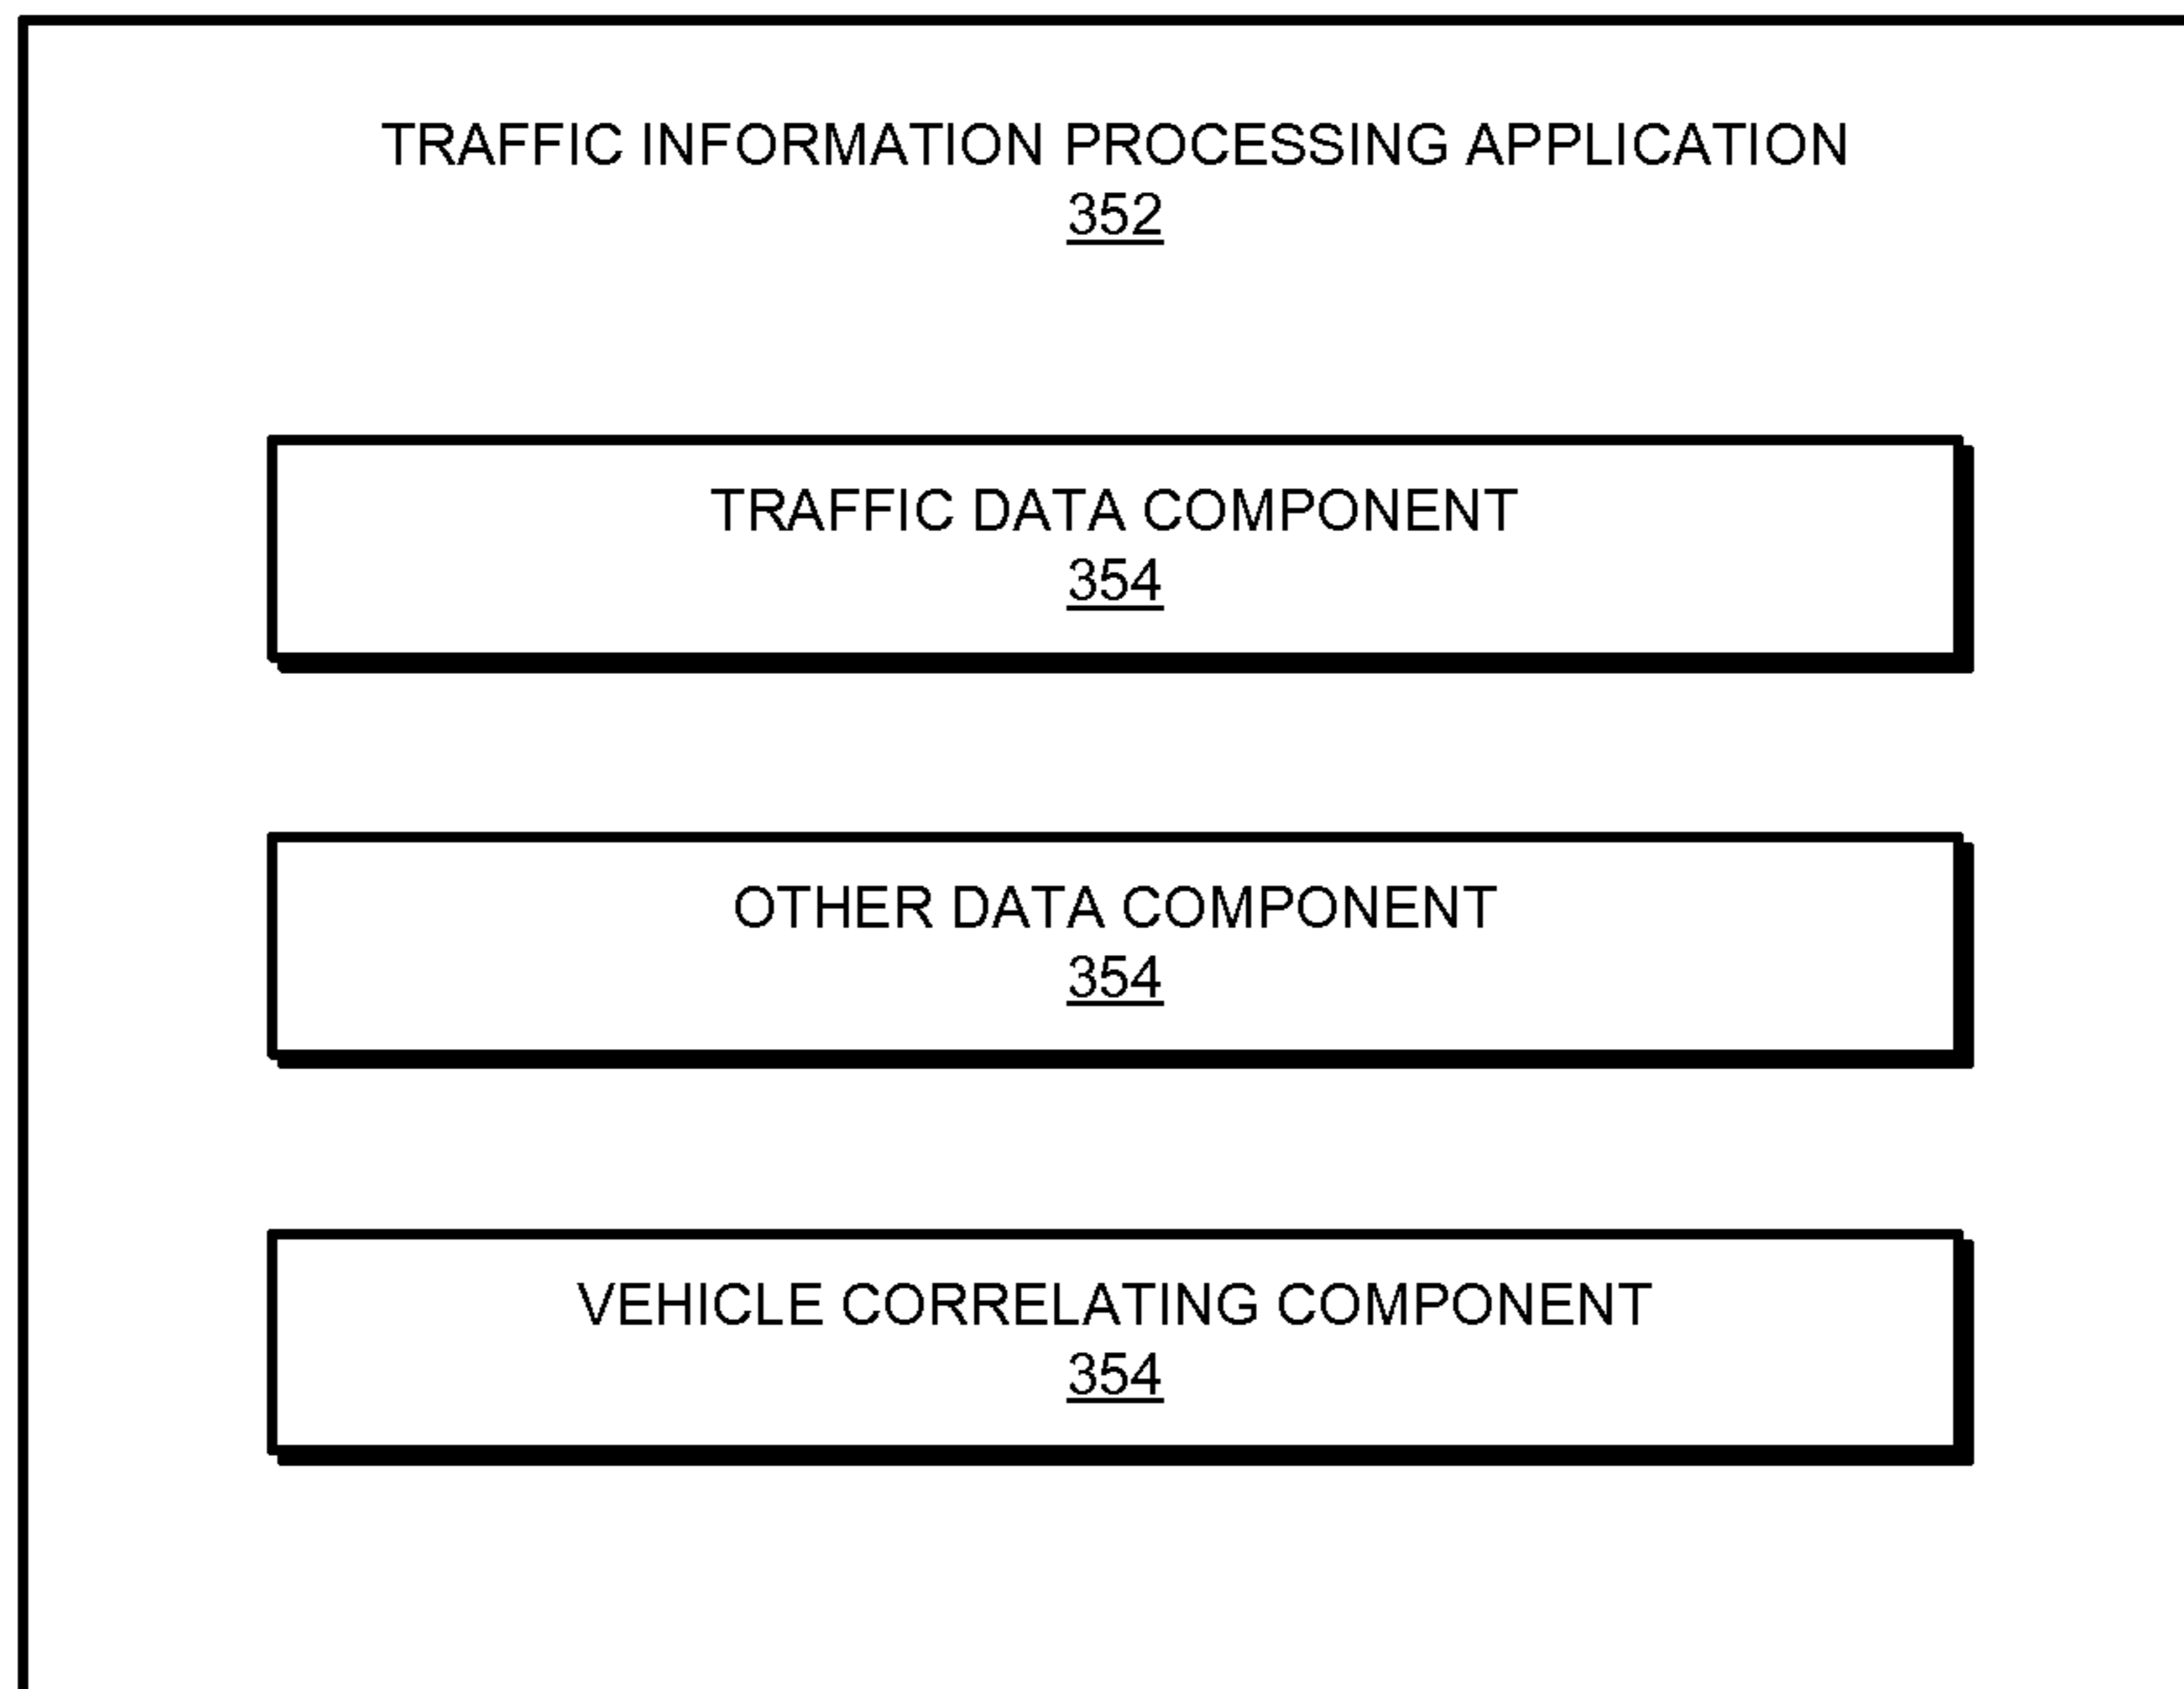 TRAFFIC INFORMATION PROCESSING APPLICATION
352
TRAFFIC DATA COMPONENT
354
OTHER DATA COMPONENT
354
VEHICLE CORRELATING COMPONENT
354